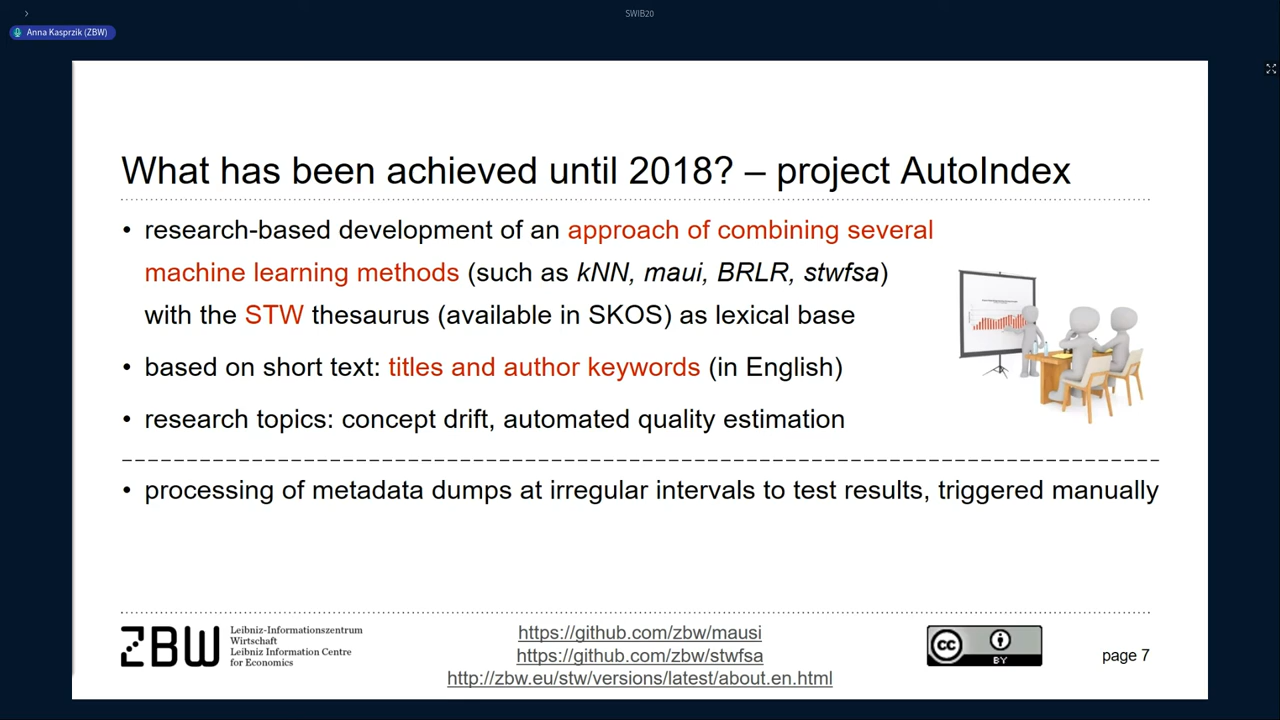 SWIB20
Anna Kasprzik (ZBW)
What has been achieved until 2018? – project AutoIndex
• research-based development of an approach of combining several
machine learning methods (such as kNN, maui, BRLR, stwfsa)
with the STW thesaurus (available in SKOS) as lexical base
• based on short text: titles and author keywords (in English)
• research topics: concept drift, automated quality estimation
• processing of metadata dumps at irregular intervals to test results, triggered manually
ZBW
Leibniz-Informationszentrum
Wirtschaft
Leibniz Information Centre
for Economics
https://github.com/zbw/mausi
https://github.com/zbw/stwfsa
http://zbw.eu/stw/versions/latest/about.en.html
cc
BY
page 7